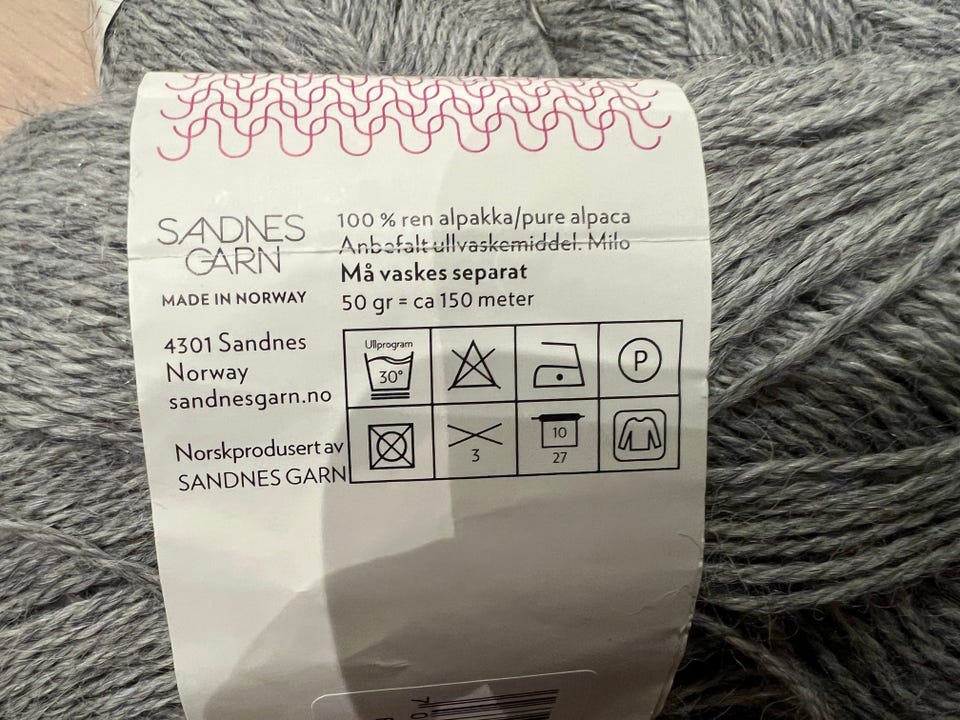 SANDNES
GARN
MADE IN NORWAY
4301 Sandnes
Norway
sandnesgarn.no
Norskprodusert av
SANDNES GARN
100 % ren alpakka/pure alpaca
Anbefalt ullvaskemiddel: Milo
Må vaskes separat
50 gr = ca 150 meter
Ullprogram
30°
P
3
10
27